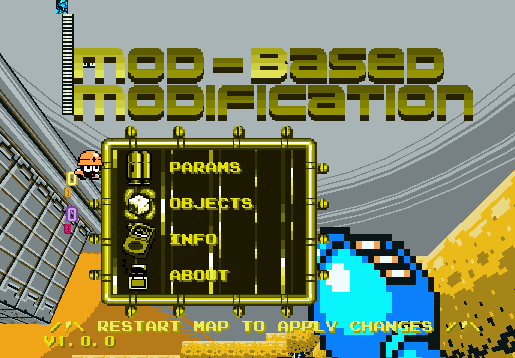 MOD-BASED
MODIFICATION
PARAMS
OBJECTS
INFO
ABOUT
/!\ RESTART MAP TO APPLY CHANGES /!\
V1.0.0